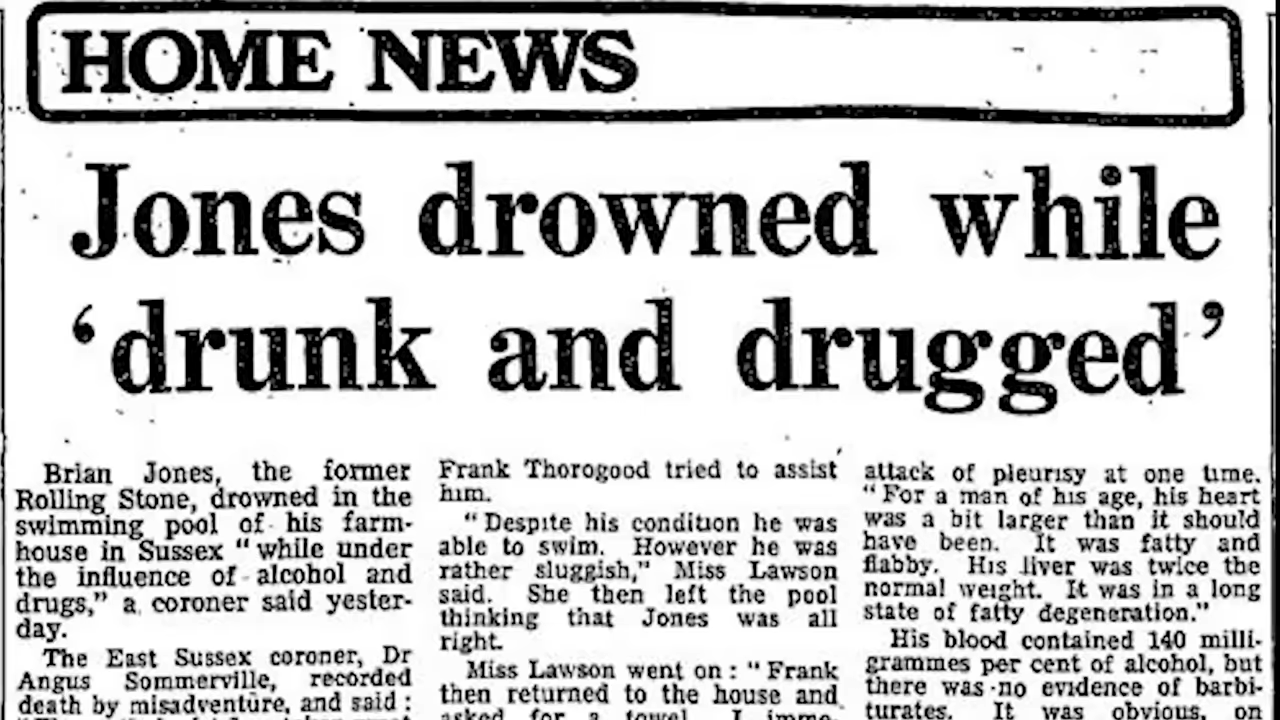 HOME NEWS
Jones drowned while
‘drunk and drugged’
Brian Jones, the former
Rolling Stone, drowned in the
swimming pool of his farm-
house in Sussex “while under
the influence of alcohol and
drugs,” a coroner said yester-
day.
The East Sussex coroner, Dr
Angus Sommerville, recorded
death by misadventure, and said:
Frank Thorogood tried to assist
him.
“Despite his condition he was
able to swim. However he was
rather sluggish,” Miss Lawson
said. She then left the pool
thinking that Jones was all
right.
Miss Lawson went on: “Frank
then returned to the house and
asked for a towel. I imme-
attack of pleurisy at one time.
“For a man of his age, his heart
was a bit larger than it should
have been. It was fatty and
flabby. His liver was twice the
normal weight. It was in a long
state of fatty degeneration.”
His blood contained 140 milli-
grammes per cent of alcohol, but
there was no evidence of barbi-
turates. It was obvious, on